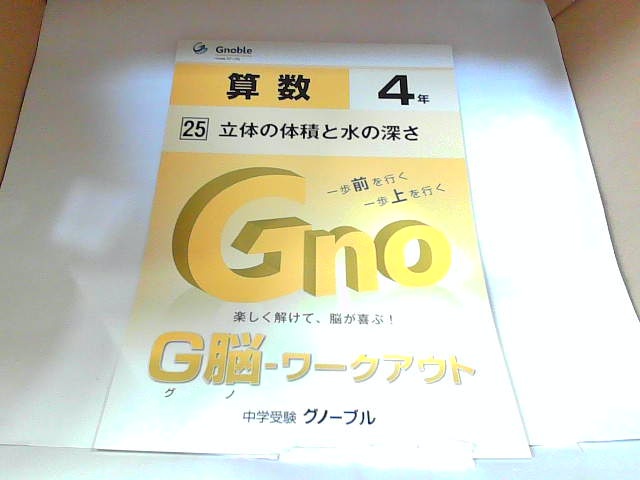 Gnoble
算数 4年
25 立体の体積と水の深さ
一歩前を行く
一歩上を行く
Gno
楽しく解けて、脳が喜ぶ！
G脳-ワークアウト
グ ノ
中学受験 グノーブル